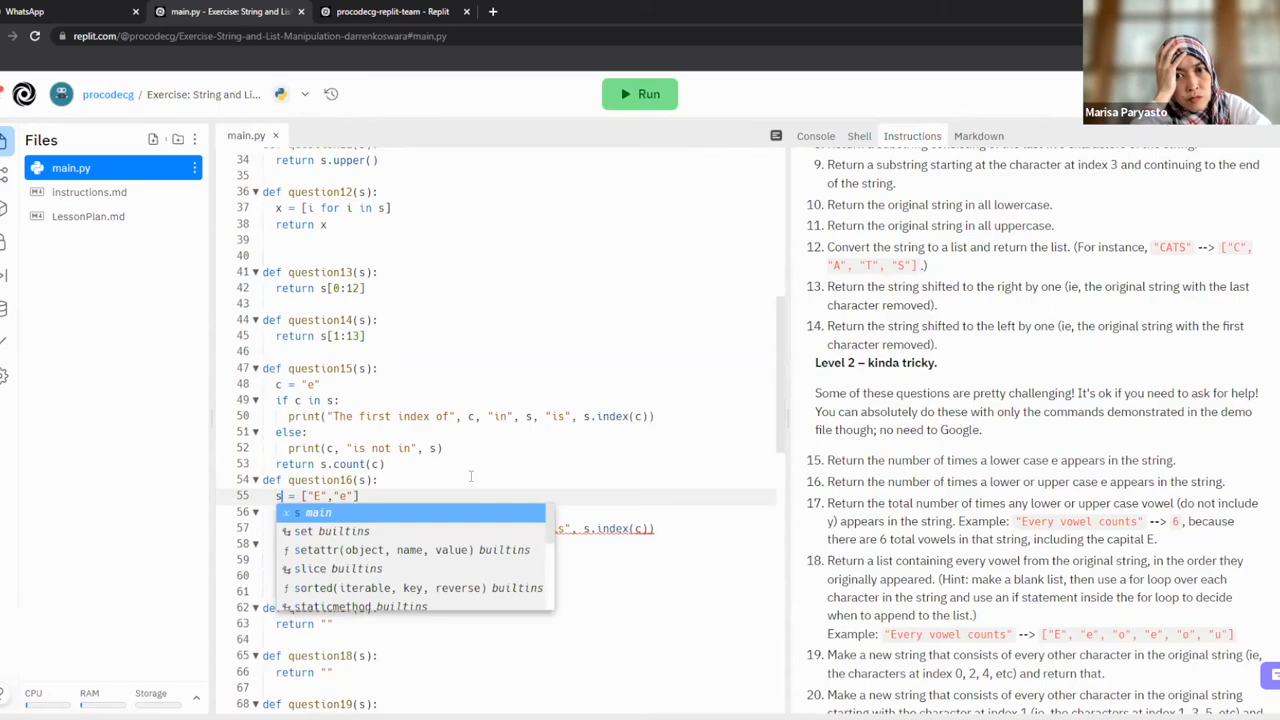 WhatsApp
main.py - Exercise: String and Lis
procodecg-replit-team - Replit
replit.com/@procodecg/Exercise-String-and-List-Manipulation-darrenkoswara#main.py
Marisa Paryasto
procodecg / Exercise: String and Li...
Run
Files
main.py
instructions.md
LessonPlan.md
CPU RAM Storage
main.py
34 return s.upper()
35
36 def question12(s):
37 x = [i for i in s]
38 return x
39
40
41 def question13(s):
42 return s[0:12]
43
44 def question14(s):
45 return s[1:13]
46
47 def question15(s):
48 c = "e"
49 if c in s:
50 print("The first index of", c, "in", s, "is", s.index(c))
51 else:
52 print(c, "is not in", s)
53 return s.count(c)
54 def question16(s):
55 s = ["E","e"]
56
57 is", s.index(c))
58
59
60
61
62 de
63 return ""
64
65 def question18(s):
66 return ""
67
68 def question19(s):
s main
set builtins
setattr(object, name, value) builtins
slice builtins
sorted(iterable, key, reverse) builtins
staticmethod builtins
Console Shell Instructions Markdown
9. Return a substring starting at the character at index 3 and continuing to the end
of the string.
10. Return the original string in all lowercase.
11. Return the original string in all uppercase.
12. Convert the string to a list and return the list. (For instance, "CATS" --> ["C",
"A", "T", "S"] .)
13. Return the string shifted to the right by one (ie, the original string with the last
character removed).
14. Return the string shifted to the left by one (ie, the original string with the first
character removed).
Level 2 – kinda tricky.
Some of these questions are pretty challenging! It's ok if you need to ask for help!
You can absolutely do these with only the commands demonstrated in the demo
file though; no need to Google.
15. Return the number of times a lower case e appears in the string.
16. Return the number of times a lower or upper case e appears in the string.
17. Return the total number of times any lower or upper case vowel (do not include
y) appears in the string. Example: "Every vowel counts" --> 6 , because
there are 6 total vowels in that string, including the capital E.
18. Return a list containing every vowel from the original string, in the order they
originally appeared. (Hint: make a blank list, then use a for loop over each
character in the string and use an if statement inside the for loop to decide
when to append to the list.)
Example: "Every vowel counts" --> ["E", "e", "o", "e", "o", "u"]
19. Make a new string that consists of every other character in the original string (ie,
the characters at index 0, 2, 4, etc) and return that.
20. Make a new string that consists of every other character in the original string